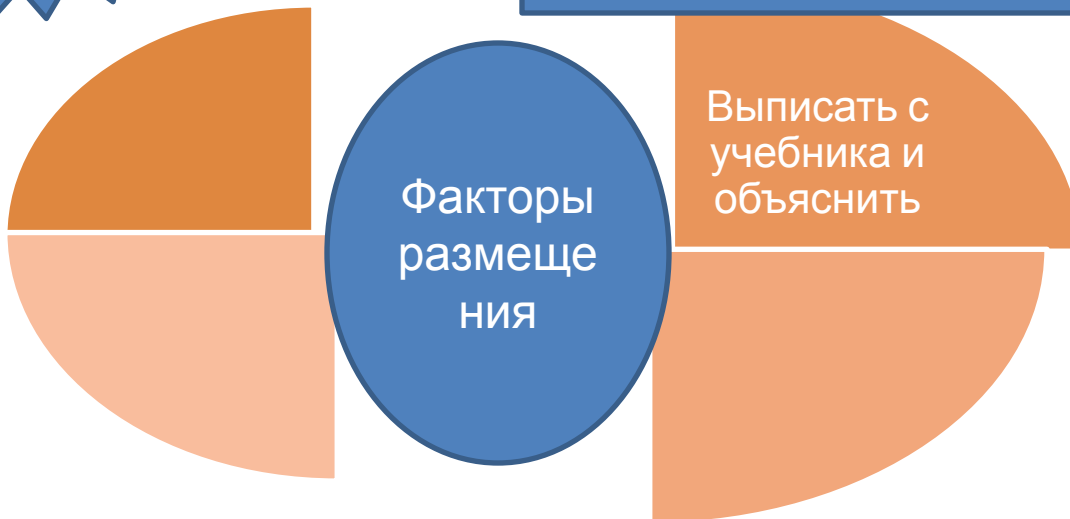 Выписать с
учебника и
объяснить
Факторы
размеще
ния